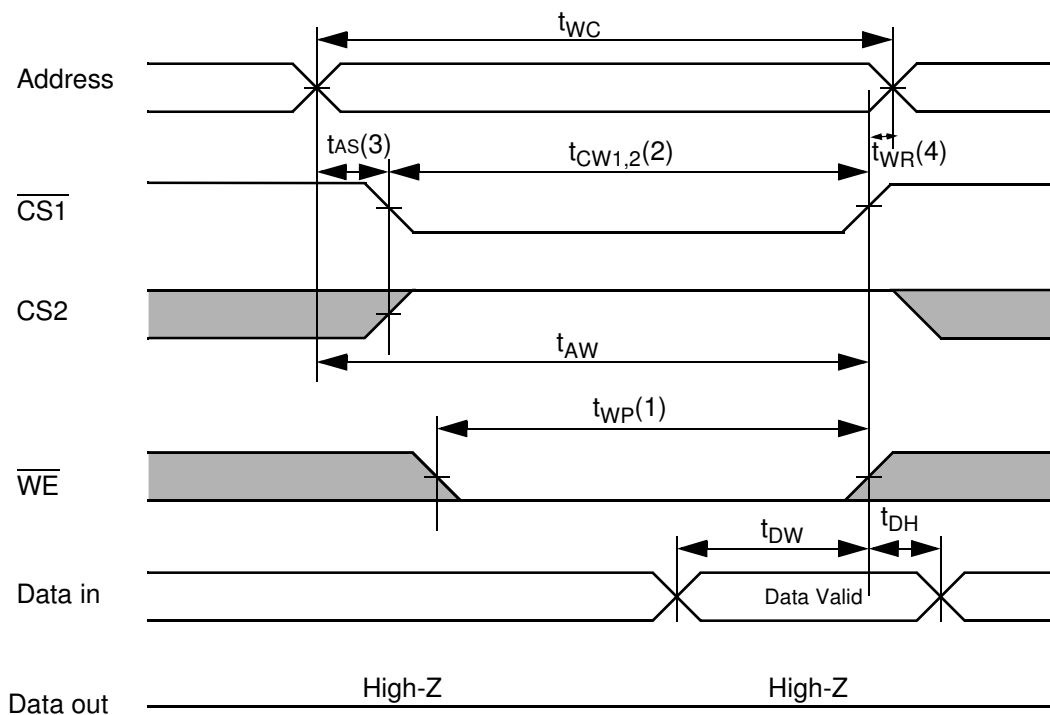 tWC
Address
tAS(3)
tCW1,2(2)
tWR(4)
CS1
CS2
tAW
tWP(1)
WE
tDW
tDH
Data in
Data Valid
High-Z
High-Z
Data out